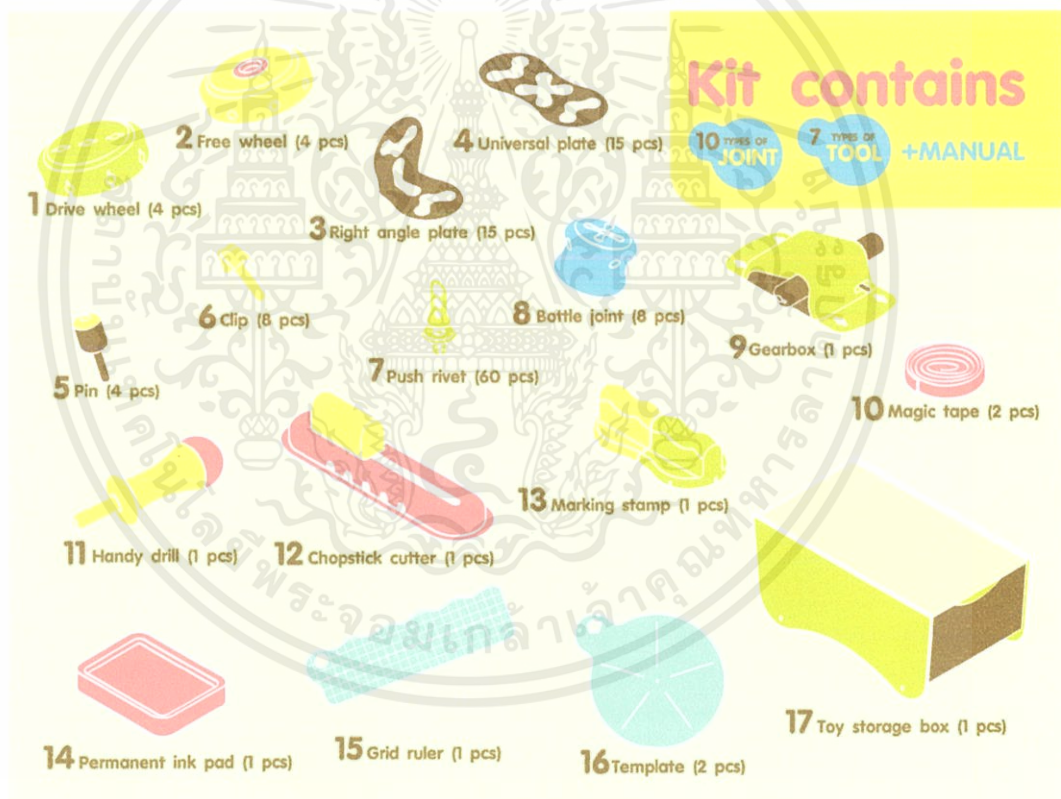 Kit contains
10 TYPES OF JOINT
7 TYPES OF TOOL
+MANUAL
1 Drive wheel (4 pcs)
2 Free wheel (4 pcs)
3 Right angle plate (15 pcs)
4 Universal plate (15 pcs)
5 Pin (4 pcs)
6 Clip (8 pcs)
7 Push rivet (60 pcs)
8 Bottle joint (8 pcs)
9 Gearbox (1 pcs)
10 Magic tape (2 pcs)
11 Handy drill (1 pcs)
12 Chopstick cutter (1 pcs)
13 Marking stamp (1 pcs)
14 Permanent ink pad (1 pcs)
15 Grid ruler (1 pcs)
16 Template (2 pcs)
17 Toy storage box (1 pcs)